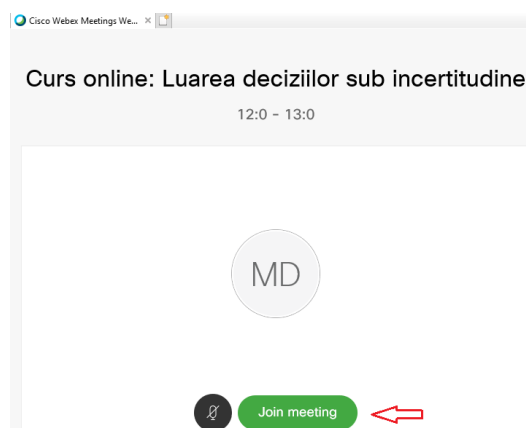 Cisco Webex Meetings We...
Curs online: Luarea deciziilor sub incertitudine
12:0 - 13:0
MD
Join meeting